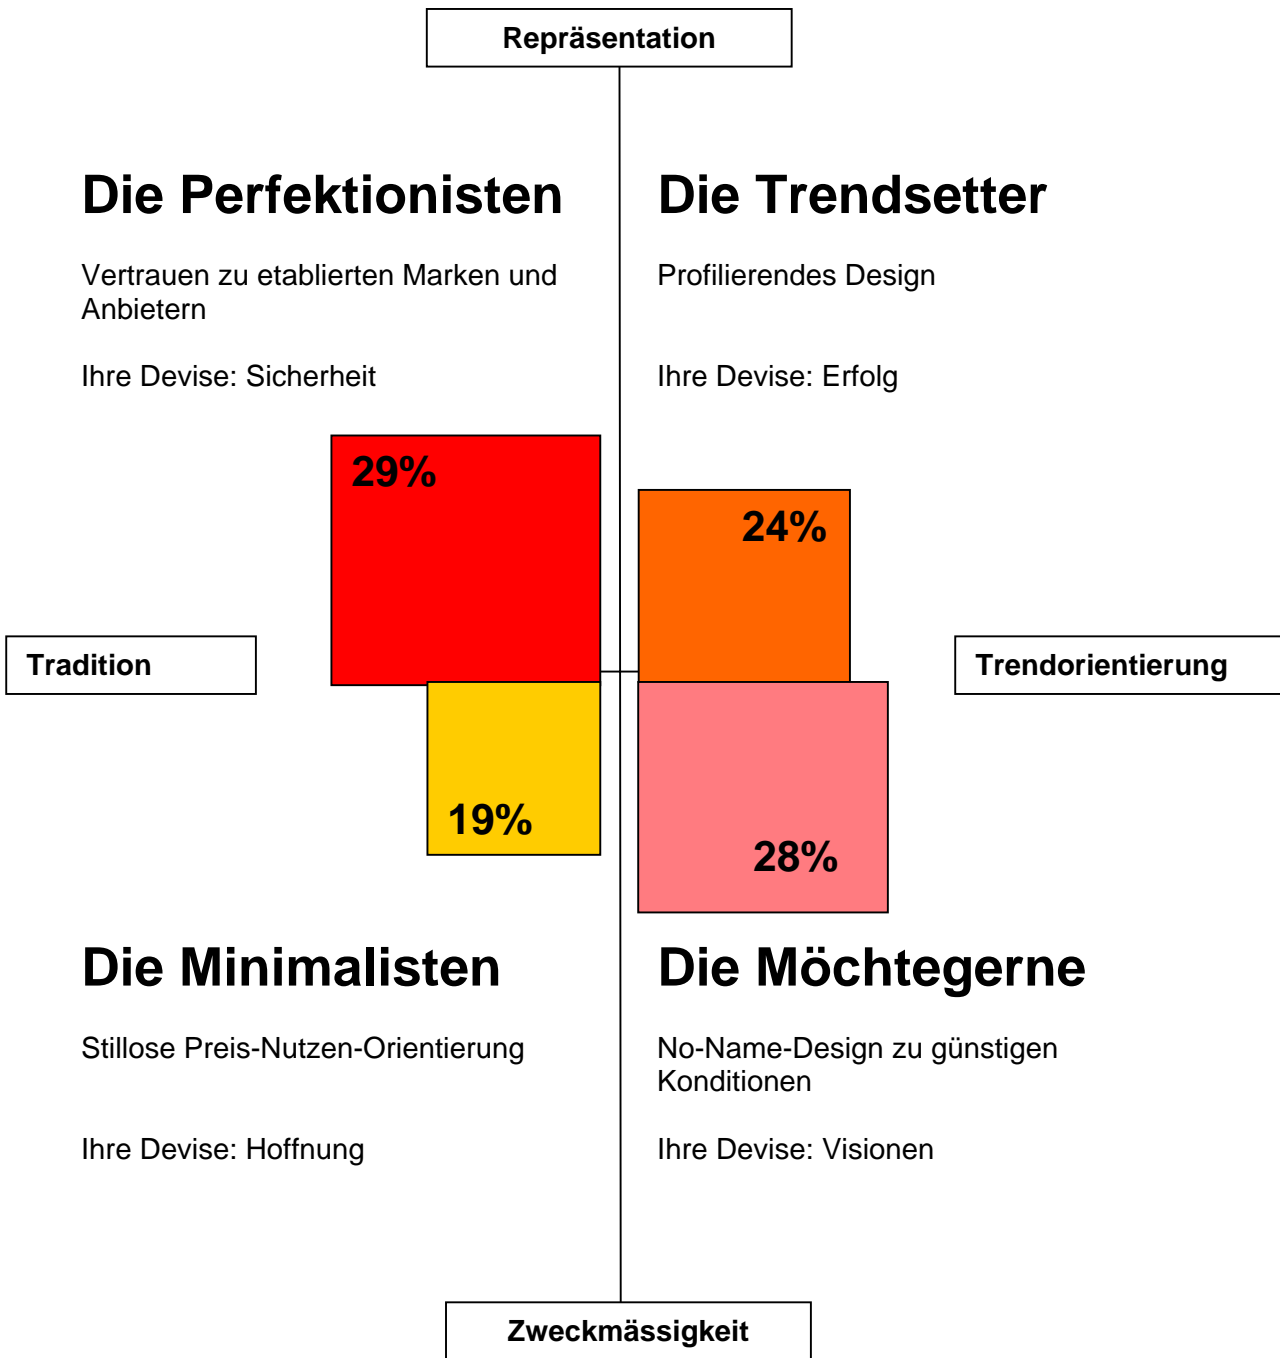 Repräsentation
Die Perfektionisten
Vertrauen zu etablierten Marken und
Anbietern
Ihre Devise: Sicherheit
Die Trendsetter
Profilierendes Design
Ihre Devise: Erfolg
29%
24%
Tradition
Trendorientierung
19%
28%
Die Minimalisten
Stillose Preis-Nutzen-Orientierung
Ihre Devise: Hoffnung
Die Möchtegerne
No-Name-Design zu günstigen
Konditionen
Ihre Devise: Visionen
Zweckmässigkeit